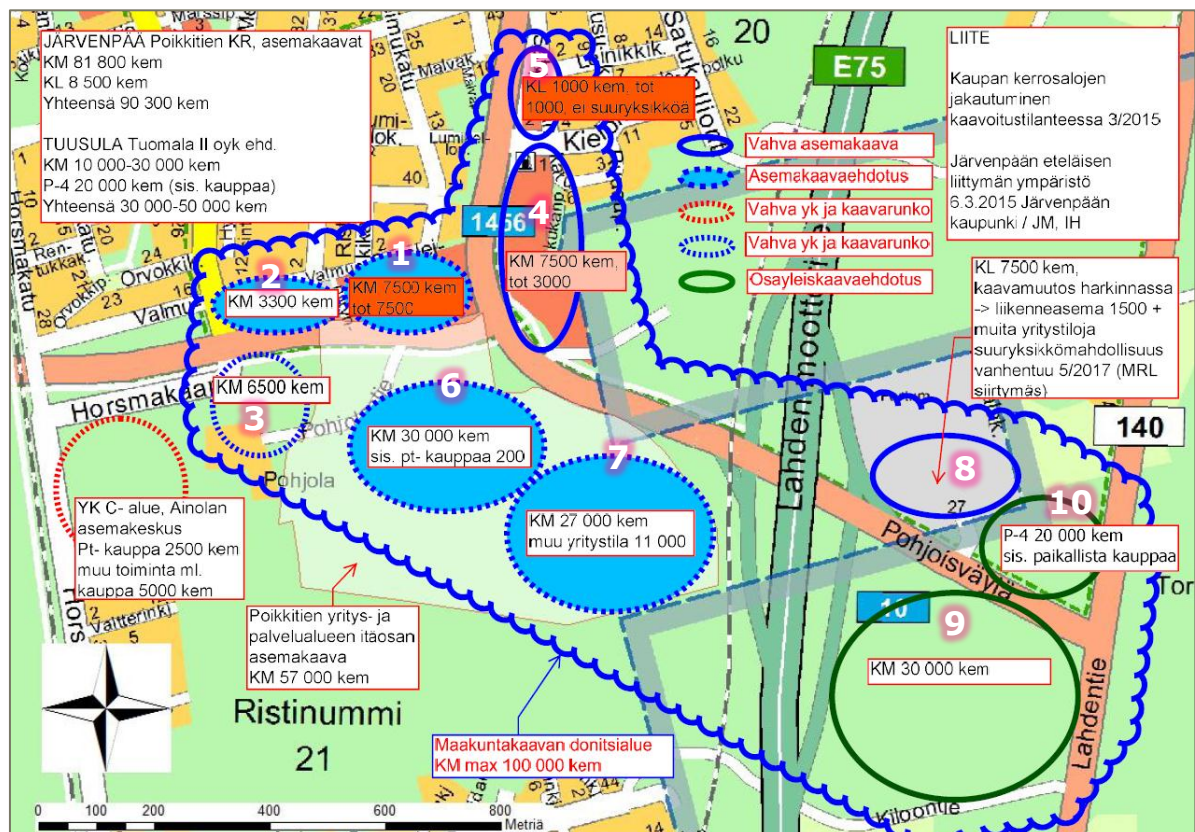 JÄRVENPÄÄ Poikkitien KR, asemakaavat
KM 81 800 kem
KL 8 500 kem
Yhteensä 90 300 kem
TUUSULA Tuomala II oyk ehd.
KM 10 000-30 000 kem
P-4 20 000 kem (sis. kauppaa)
Yhteensä 30 000-50 000 kem
20
E75
LIITE
Kaupan kerrosalojen
jakautuminen
kaavoitustilanteessa 3/2015
Järvenpään eteläisen
liittymän ympäristö
6.3.2015 Järvenpään
kaupunki / JM, IH
Vahva asemakaava
Asemakaavaehdotus
Vahva yk ja kaavarunko
Vahva yk ja kaavarunko
Osayleiskaavaehdotus
5
KL 1000 kem, tot
1000, ei suuryksikköä
4
1456
KM 7500 kem,
tot 3000
1
KM 7500 kem
tot 7500
2
KM 3300 kem
3
KM 6500 kem
6
KM 30 000 kem
sis. pt- kauppaa 200
7
KM 27 000 kem
muu yritystila 11 000
KL 7500 kem,
kaavamuutos harkinnassa
-> liikenneasema 1500 +
muita yritystiloja
suuryksikkömahdollisuus
vanhentuu 5/2017 (MRL
siirtymäs)
8
27
140
10
P-4 20 000 kem
sis. paikallista kauppaa
9
10
KM 30 000 kem
YK C- alue, Ainolan
asemakeskus
Pt- kauppa 2500 kem
muu toiminta ml.
kauppa 5000 kem
Poikkitien yritys- ja
palvelualueen itäosan
asemakaava
KM 57 000 kem
Maakuntakaavan donitsialue
KM max 100 000 kem
Ristinummi
21
Pohjola
Pohjolantie
Horsmakaari
Horsmakatu
Orvokkik.
Malvak.
Leinikkik.
Pohjoisväylä
Lahdentie
Kiloontie
0 100 200 400 600 800
Metriä